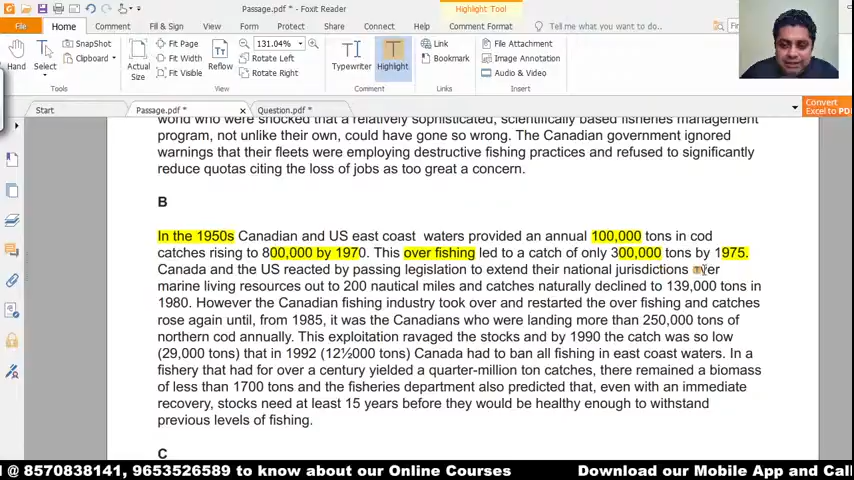 Passage.pdf * - Foxit Reader
Highlight Tool
File
Home
Fill & Sign
View
Form
Protect
Share
Connect
Help
Comment Format
Tell me what you want to do...
Fin
Hand
Select
SnapShot
Clipboard
Actual Size
Fit Page
Fit Width
Fit Visible
Reflow
131.04%
Rotate Left
Rotate Right
Typewriter
Highlight
Link
Bookmark
File Attachment
Image Annotation
Audio & Video
Tools
View
Comment
Links
Insert
Start
Passage.pdf *
Question.pdf *
Convert
Excel to PD
world who were shocked that a relatively sophisticated, scientifically based fisheries management
program, not unlike their own, could have gone so wrong. The Canadian government ignored
warnings that their fleets were employing destructive fishing practices and refused to significantly
reduce quotas citing the loss of jobs as too great a concern.
B
In the 1950s Canadian and US east coast waters provided an annual 100,000 tons in cod
catches rising to 800,000 by 1970. This over fishing led to a catch of only 300,000 tons by 1975.
Canada and the US reacted by passing legislation to extend their national jurisdictions over
marine living resources out to 200 nautical miles and catches naturally declined to 139,000 tons in
1980. However the Canadian fishing industry took over and restarted the over fishing and catches
rose again until, from 1985, it was the Canadians who were landing more than 250,000 tons of
northern cod annually. This exploitation ravaged the stocks and by 1990 the catch was so low
(29,000 tons) that in 1992 (12½000 tons) Canada had to ban all fishing in east coast waters. In a
fishery that had for over a century yielded a quarter-million ton catches, there remained a biomass
of less than 1700 tons and the fisheries department also predicted that, even with an immediate
recovery, stocks need at least 15 years before they would be healthy enough to withstand
previous levels of fishing.
C
@ 8570838141, 9653526589 to know about our Online Courses
Download our Mobile App and Call